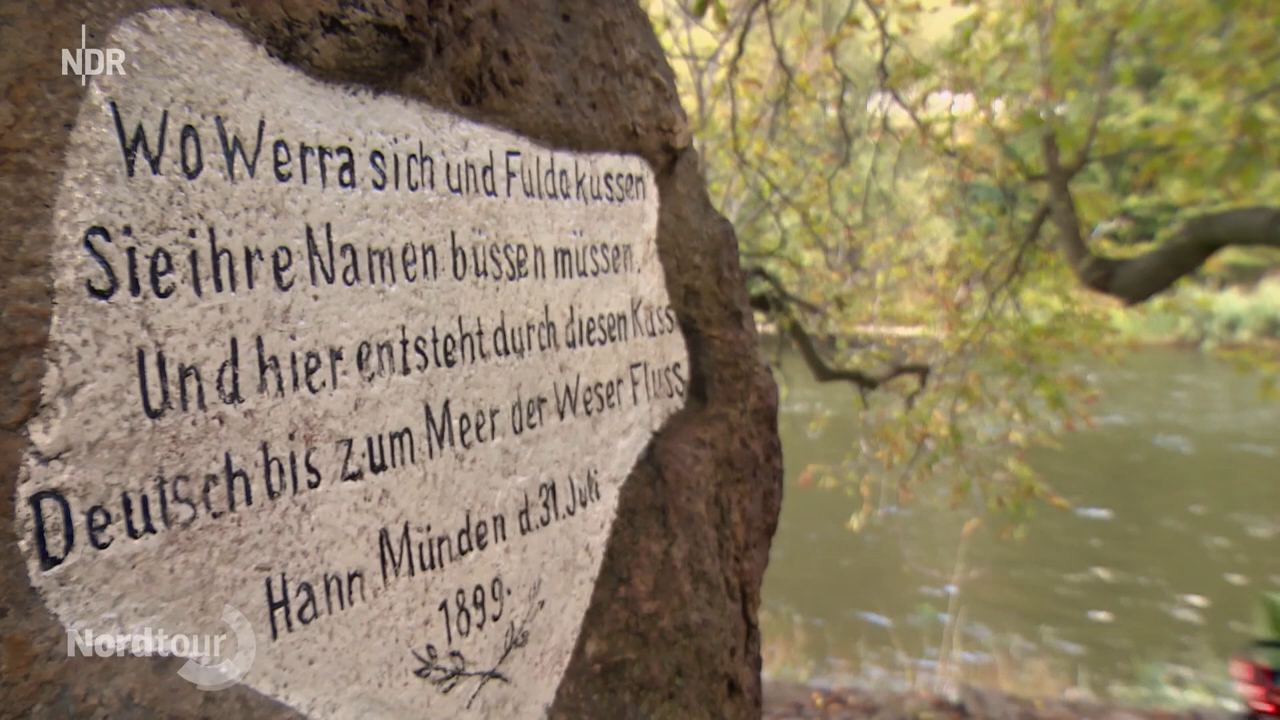 NDR
Wo Werra sich und Fulda küssen
Sie ihre Namen büssen müssen.
Und hier entsteht durch diesen Kuss
Deutsch bis zum Meer der Weser Fluss
Hann. Münden d. 31. Juli
1899.
Nordtour